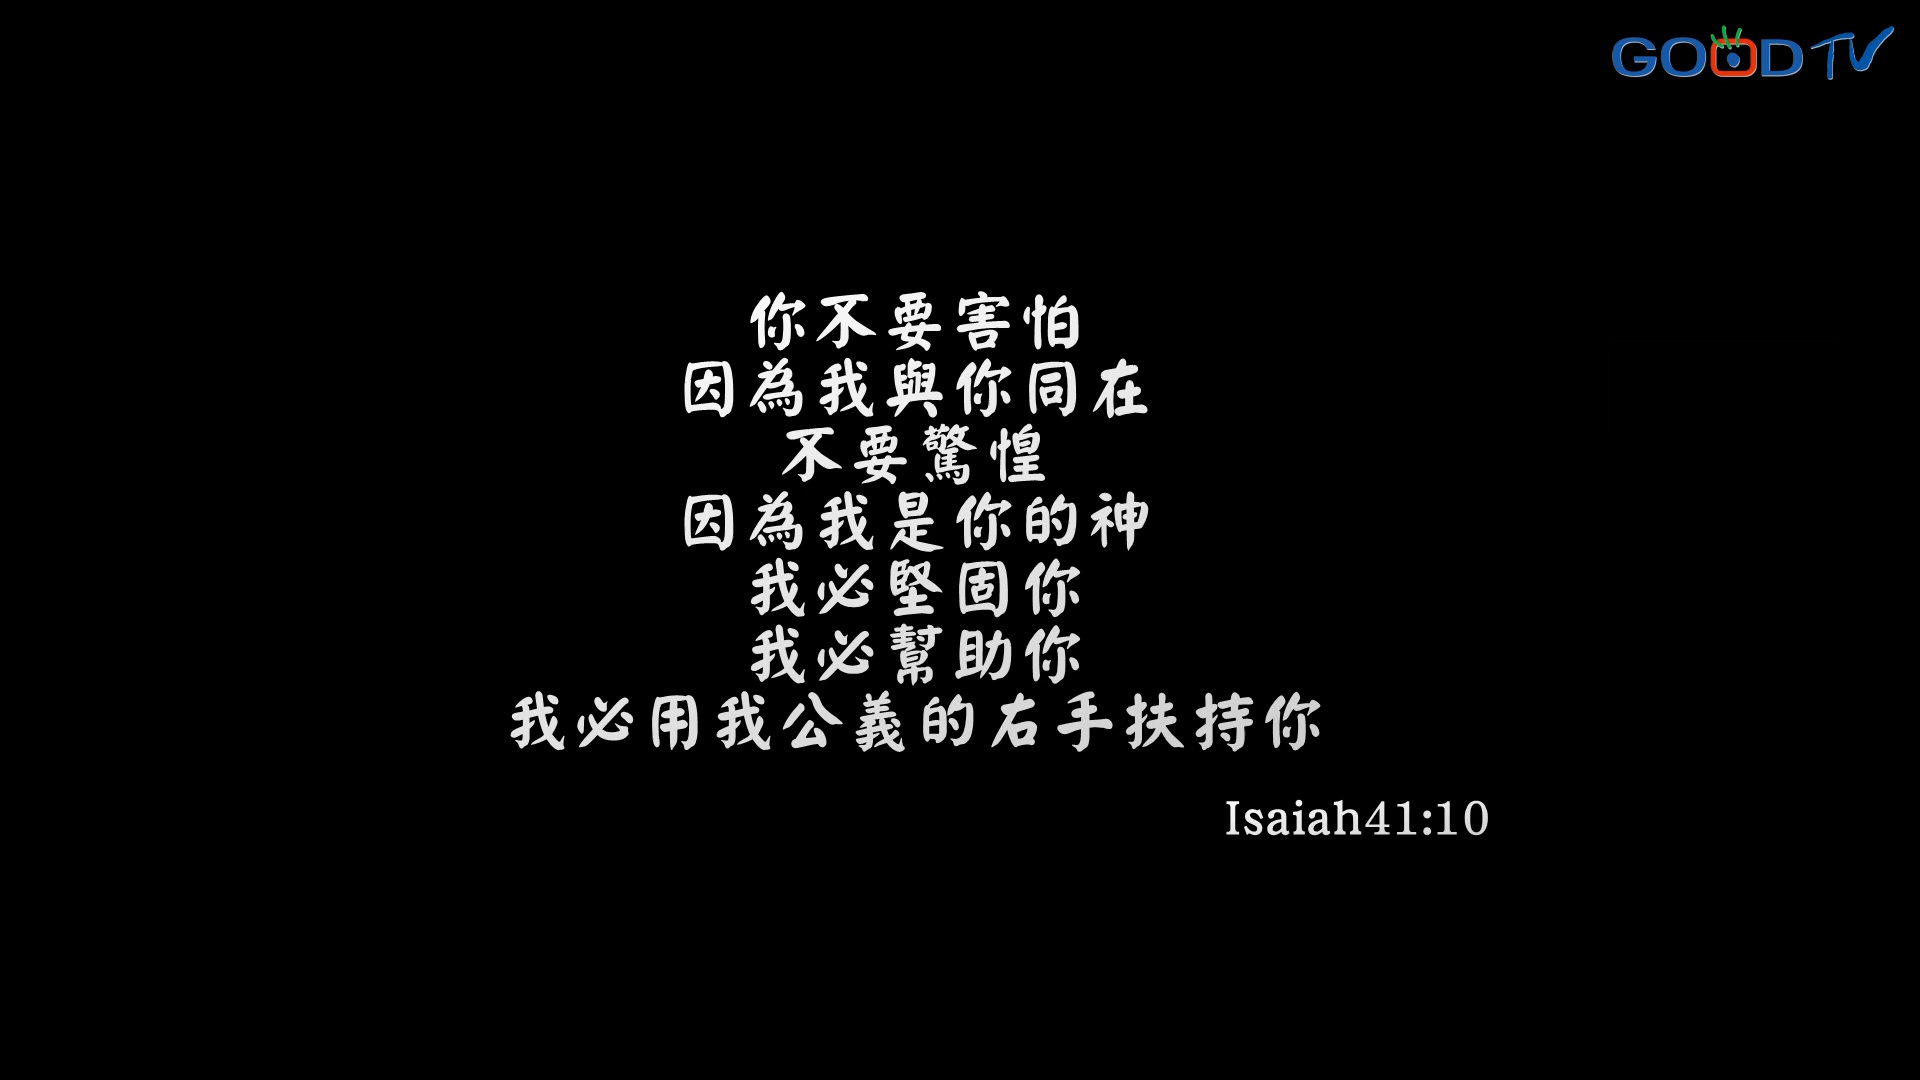 GOOD TV
你不要害怕
因為我與你同在
不要驚惶
因為我是你的神
我必堅固你
我必幫助你
我必用我公義的右手扶持你
Isaiah41:10